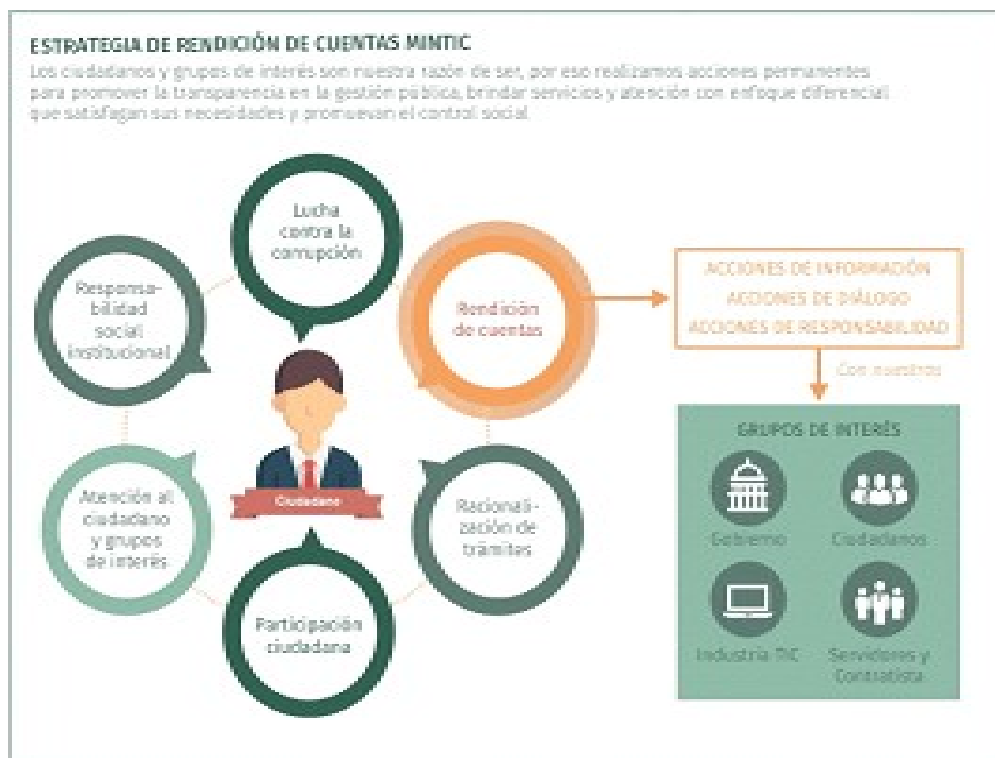 ESTRATEGIA DE RENDICIÓN DE CUENTAS MINTIC
Los ciudadanos y grupos de interés son nuestra razón de ser, por eso realizamos acciones permanentes
para promover la transparencia en la gestión pública, brindar servicios y atención con enfoque diferencial
que satisfagan sus necesidades y promuevan el control social
Lucha
contra la
corrupción
Rendición
de cuentas
Racionali-
zación de
trámites
Participación
ciudadana
Atención al
ciudadano
y grupos
de interés
Responsa-
bilidad
social
institucional
Ciudadano
ACCIONES DE INFORMACIÓN
ACCIONES DE DIÁLOGO
ACCIONES DE RESPONSABILIDAD
Con nuestros
GRUPOS DE INTERÉS
Gobierno
Ciudadanos
Industria TIC
Servidores y
Contratista